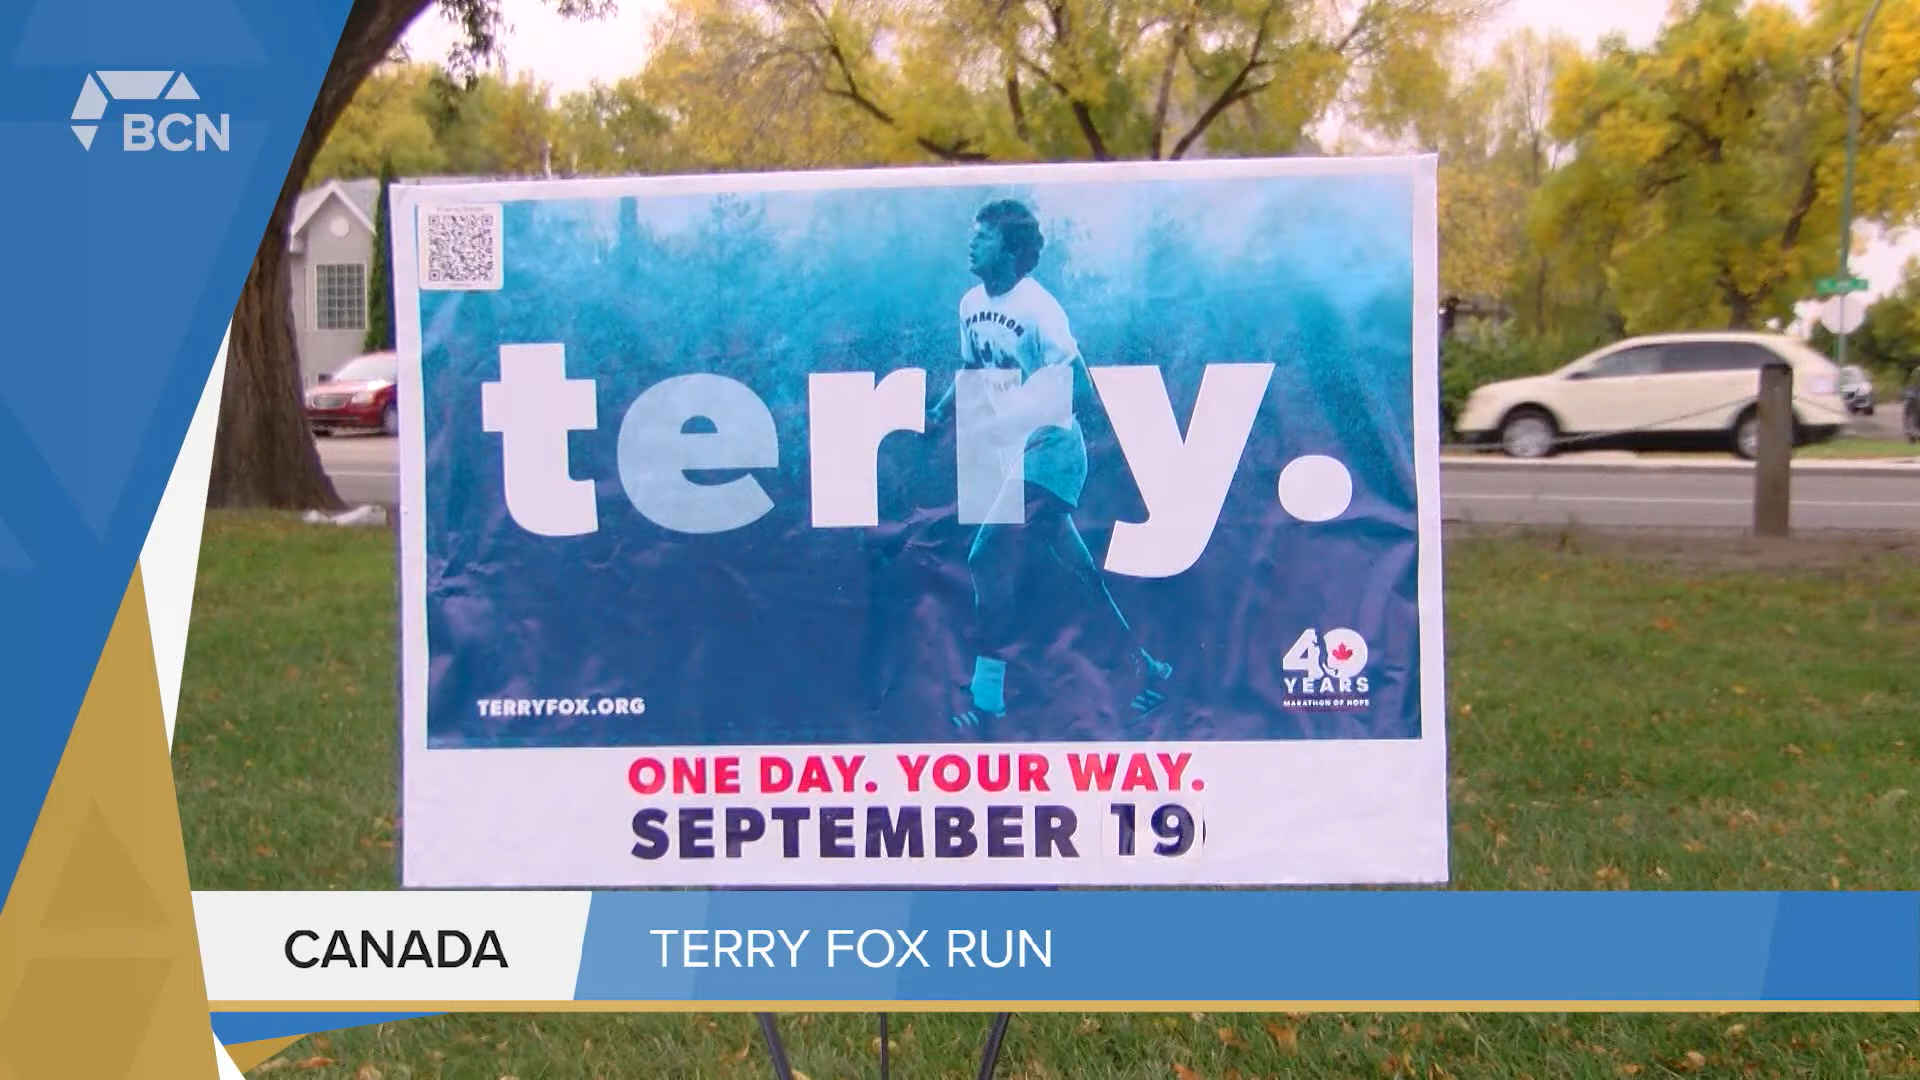 BCN
terry.
MARATHON
TERRYFOX.ORG
40
YEARS
MARATHON OF HOPE
ONE DAY. YOUR WAY.
SEPTEMBER 19
CANADA
TERRY FOX RUN